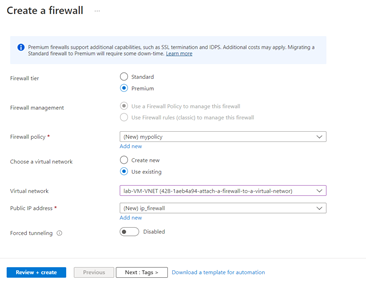 Create a firewall
Premium firewalls support additional capabilities, such as SSL termination and IDPS. Additional costs may apply. Migrating a
Standard firewall to Premium will require some down-time. Learn more
Firewall tier
Standard
Premium
Firewall management
Use a Firewall Policy to manage this firewall
Use Firewall rules (classic) to manage this firewall
Firewall policy *
(New) mypolicy
Add new
Choose a virtual network
Create new
Use existing
Virtual network
lab-VM-VNET (428-1aeb4a94-attach-a-firewall-to-a-virtual-networ)
Public IP address *
(New) ip_firewall
Add new
Forced tunneling
Disabled
Review + create
Previous
Next : Tags >
Download a template for automation